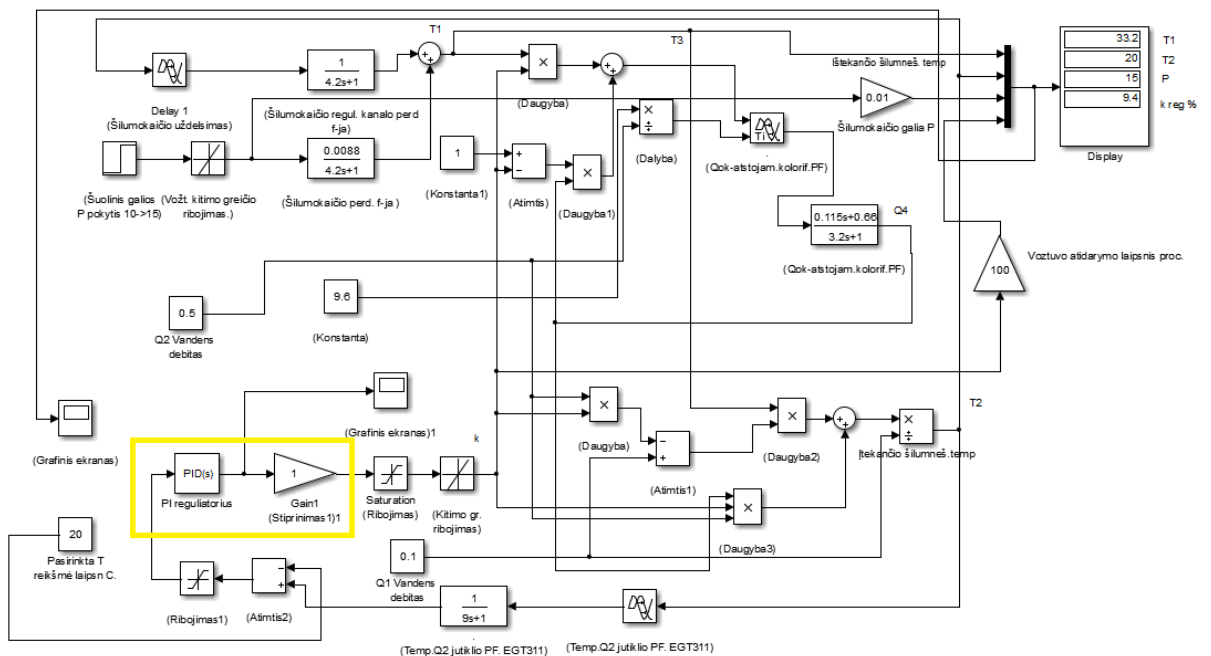 T1
33.2
T1
20
T2
15
P
9.4
k reg %
Display
T3
Ištekančio šilumneš. temp
0.01
Šilumokaičio galia P
Delay 1
(Šilumokaičio uždelsimas)
1
4.2s+1
(Šilumokaičio regul. kanalo perd
f-ja)
×
(Daugyba)
×
÷
(Dalyba)
Ti
(Qok-atstojam.kolorif.PF)
(Šuolinis galios
P pokytis 10->15)
(Vožt. kitimo greičio
ribojimas.)
0.0088
4.2s+1
(Šilumokaičio perd. f-ja )
1
(Konstanta1)
+
−
(Atimtis)
×
(Daugyba1)
Q4
0.115s+0.66
3.2s+1
(Qok-atstojam.kolorif.PF)
100
Voztuvo atidarymo laipsnis proc.
0.5
Q2 Vandens
debitas
9.6
(Konstanta)
(Grafinis ekranas)
(Grafinis ekranas)1
k
PID(s)
PI reguliatorius
1
Gain1
(Stiprinimas1)1
Saturation
(Ribojimas)
(Kitimo gr.
ribojimas)
×
(Daugyba)
−
+
(Atimtis1)
×
(Daugyba2)
×
÷
T2
Įtekančio šilumneš.temp
×
(Daugyba3)
20
Pasirinkta T
reikšmė laipsn C.
(Ribojimas1)
−
+
(Atimtis2)
0.1
Q1 Vandens
debitas
1
9s+1
(Temp.Q2 jutiklio PF. EGT311)
(Temp.Q2 jutiklio PF. EGT311)